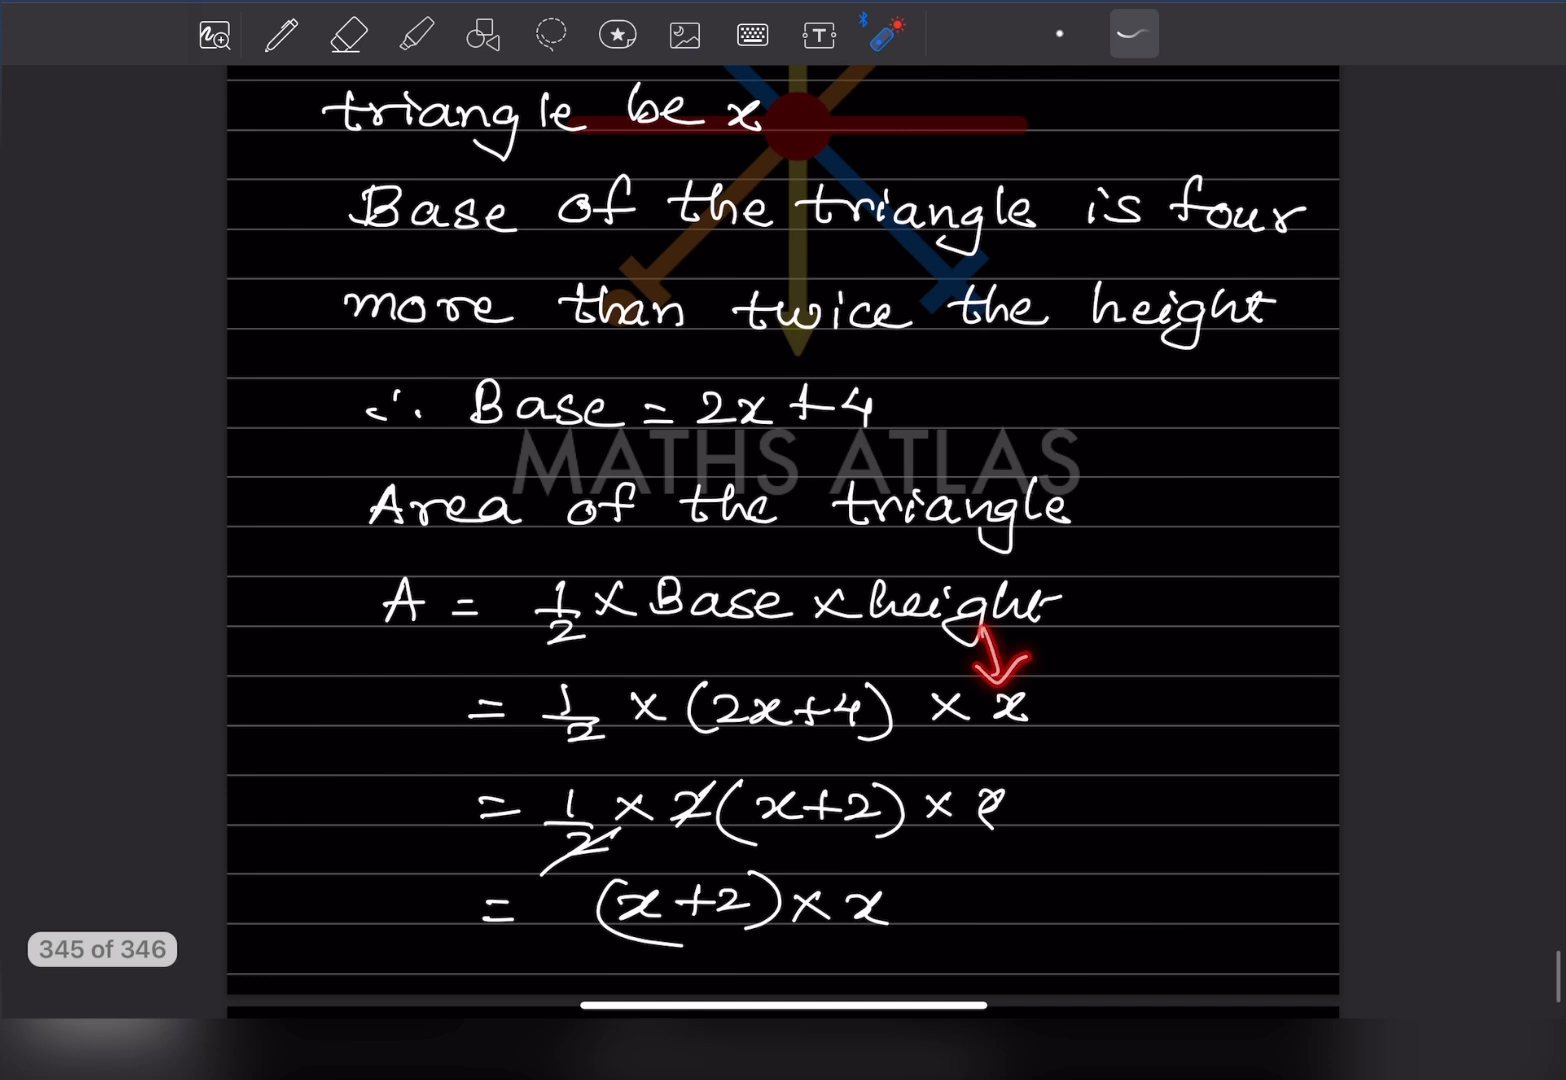 triangle be x
Base of the triangle is four
more than twice the height
∴ Base = 2x+4
MATHS ATLAS
Area of the triangle
A = 1/2 × Base × height
= 1/2 × (2x+4) × x
= 1/2 × 2(x+2) × x
= (x+2) × x
345 of 346